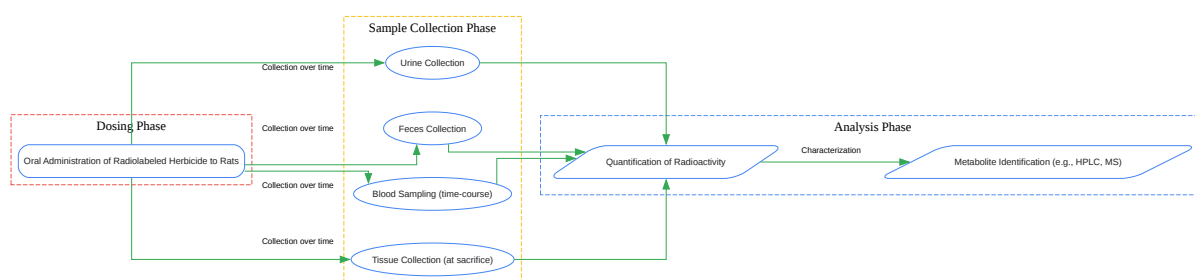 Sample Collection Phase
Urine Collection
Collection over time
Dosing Phase
Collection over time
Feces Collection
Analysis Phase
Oral Administration of Radiolabeled Herbicide to Rats
Quantification of Radioactivity
Characterization
Metabolite Identification (e.g., HPLC, MS)
Collection over time
Blood Sampling (time-course)
Collection over time
Tissue Collection (at sacrifice)